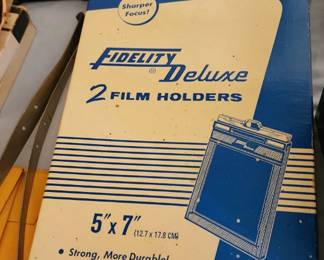 Sharper
Focus!
FIDELITY
® Deluxe
2 FILM HOLDERS
5" x 7" (12.7 x 17.8 CM)
• Strong, More Durable!